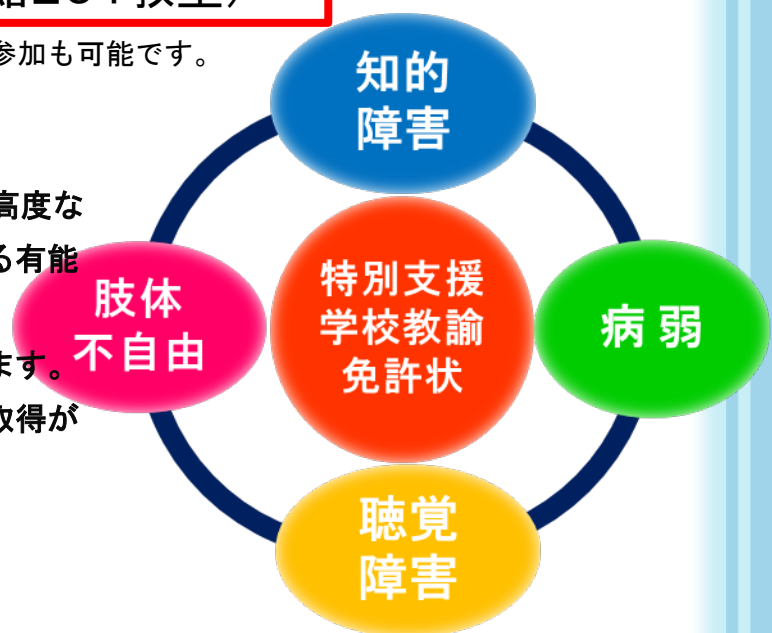 参加も可能です。
知的
障害
高度な
る有能
肢体
不自由
ます。
取得が
特別支援
学校教諭
免許状
病弱
聴覚
障害